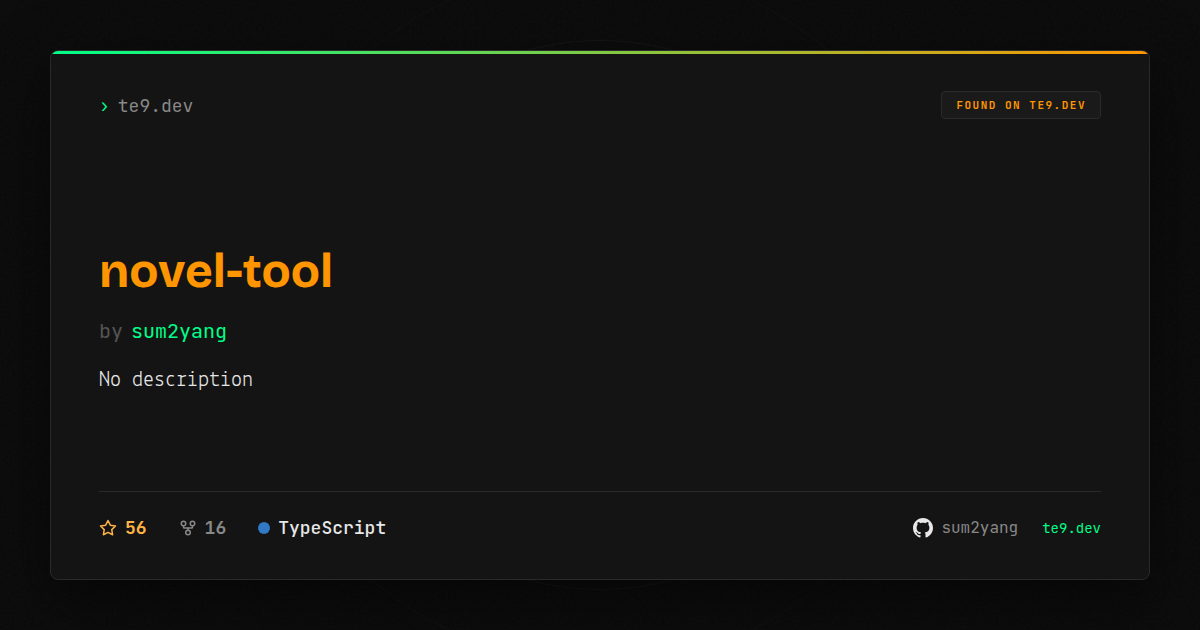 › te9.dev
FOUND ON TE9.DEV
novel-tool
by sum2yang
No description
56 16 TypeScript
sum2yang te9.dev